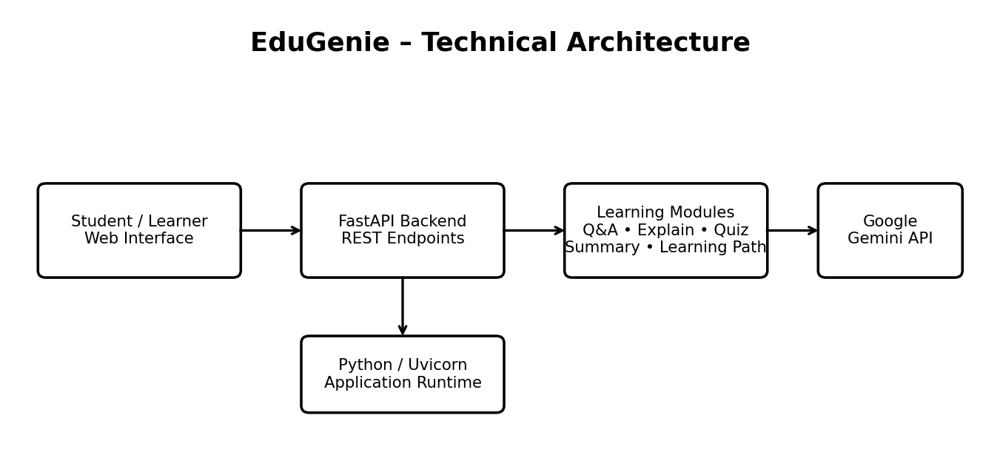 EduGenie – Technical Architecture
Student / Learner
Web Interface
FastAPI Backend
REST Endpoints
Learning Modules
Q&A • Explain • Quiz
Summary • Learning Path
Google
Gemini API
Python / Uvicorn
Application Runtime